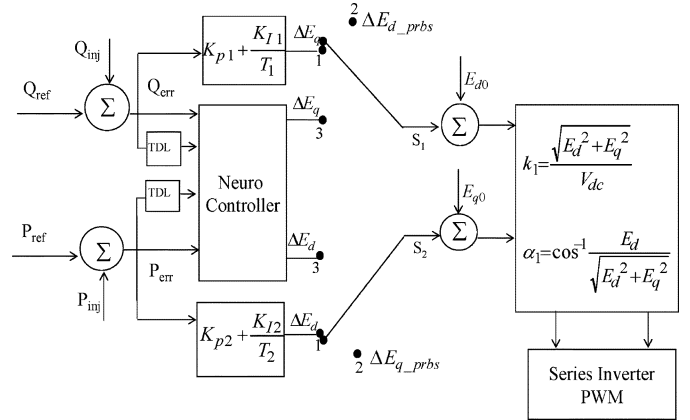 2 ΔE_d_prbs
Q_inj
K_p1 + K_I1 / T_1
ΔE_q
1
E_d0
Q_ref
Σ
Q_err
ΔE_q
3
S_1
Σ
k_1 = √(E_d^2 + E_q^2) / V_dc
TDL
Neuro
Controller
TDL
E_q0
P_ref
Σ
P_err
ΔE_d
3
S_2
Σ
α_1 = cos^-1 E_d / √(E_d^2 + E_q^2)
P_inj
K_p2 + K_I2 / T_2
ΔE_d
1
2 ΔE_q_prbs
Series Inverter
PWM